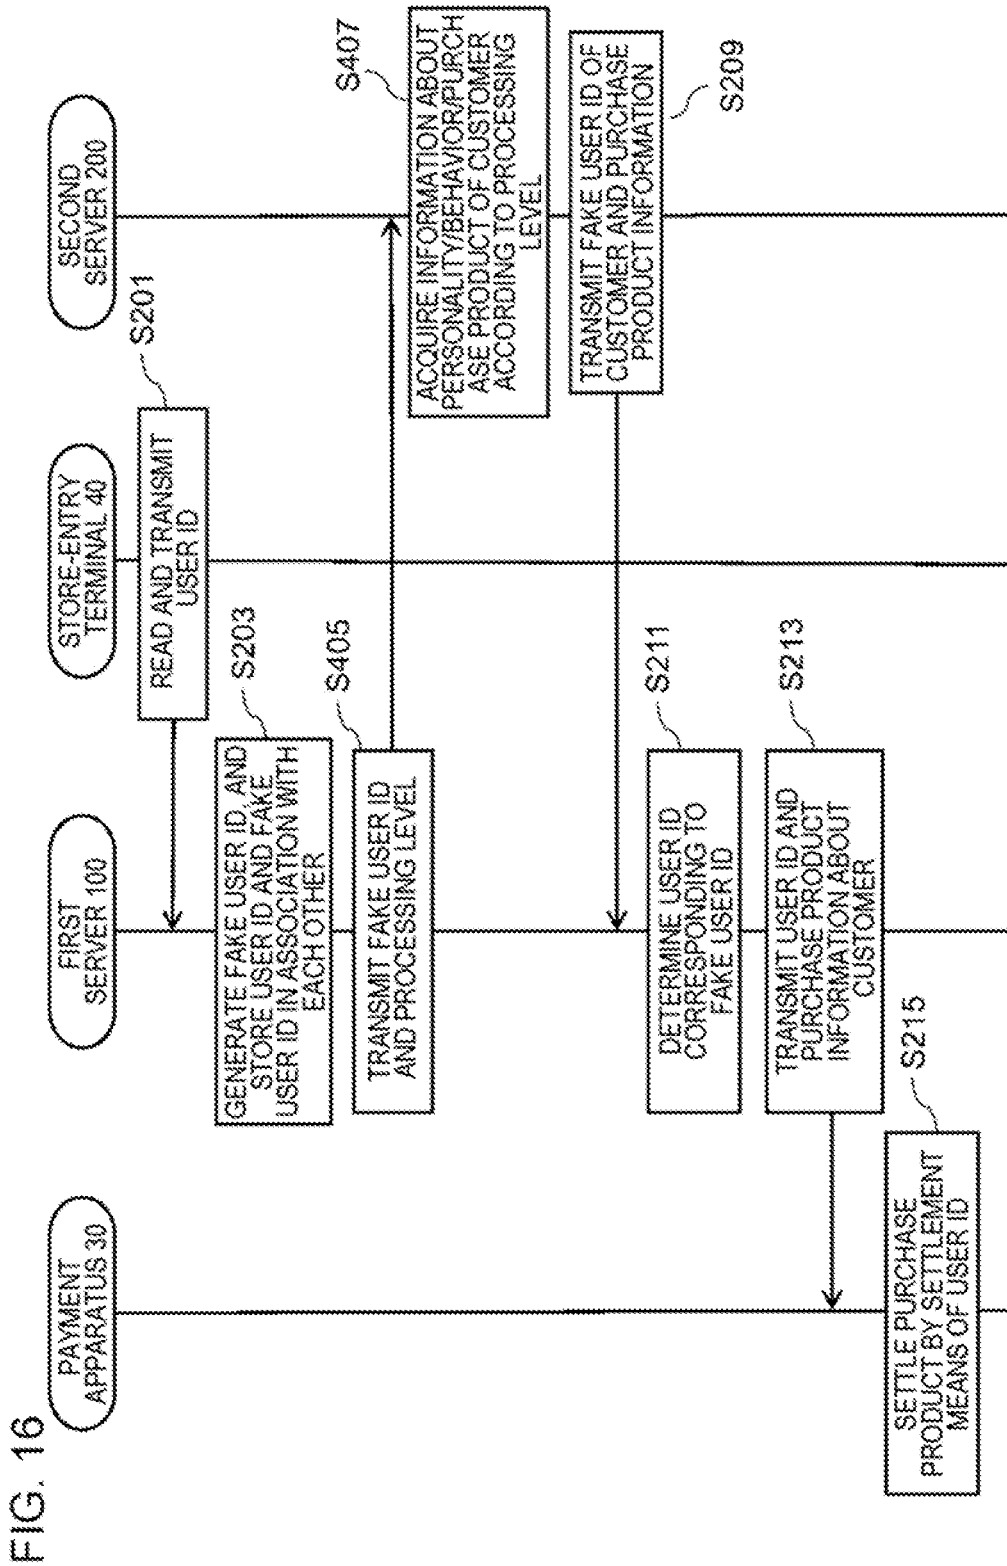 FIG. 16
PAYMENT
APPARATUS 30
FIRST
SERVER 100
STORE-ENTRY
TERMINAL 40
SECOND
SERVER 200
S201
READ AND TRANSMIT
USER ID
S203
GENERATE FAKE USER ID, AND
STORE USER ID AND FAKE
USER ID IN ASSOCIATION WITH
EACH OTHER
S405
TRANSMIT FAKE USER ID
AND PROCESSING LEVEL
S407
ACQUIRE INFORMATION ABOUT
PERSONALITY/BEHAVIOR/PURCH
ASE PRODUCT OF CUSTOMER
ACCORDING TO PROCESSING
LEVEL
S209
TRANSMIT FAKE USER ID OF
CUSTOMER AND PURCHASE
PRODUCT INFORMATION
S211
DETERMINE USER ID
CORRESPONDING TO
FAKE USER ID
S213
TRANSMIT USER ID AND
PURCHASE PRODUCT
INFORMATION ABOUT
CUSTOMER
S215
SETTLE PURCHASE
PRODUCT BY SETTLEMENT
MEANS OF USER ID